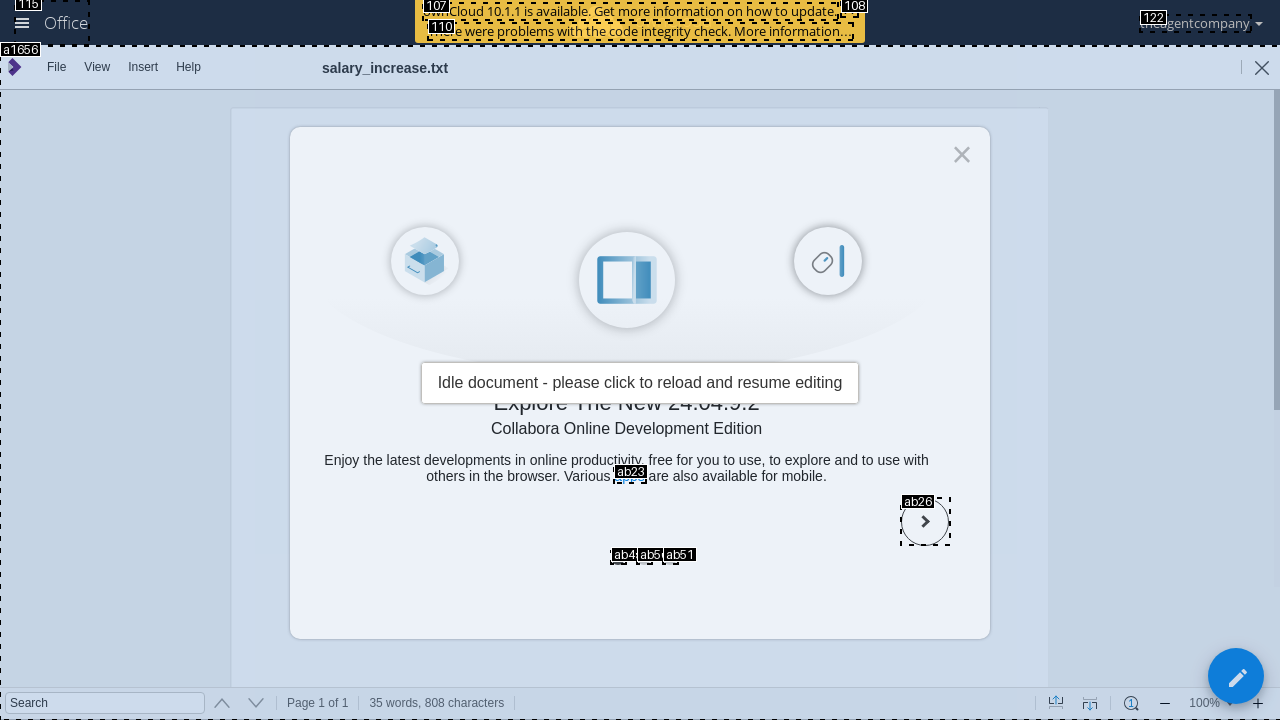 115
Office
107
ownCloud 10.1.1 is available. Get more information on how to update.
108
110
There were problems with the code integrity check. More information…
122
theagentcompany
a1656
File View Insert Help
salary_increase.txt
Idle document - please click to reload and resume editing
Explore The New 24.04.9.2
Collabora Online Development Edition
Enjoy the latest developments in online productivity, free for you to use, to explore and to use with
others in the browser. Various apps are also available for mobile.
ab23
ab26
ab51
Search
Page 1 of 1
35 words, 808 characters
100%